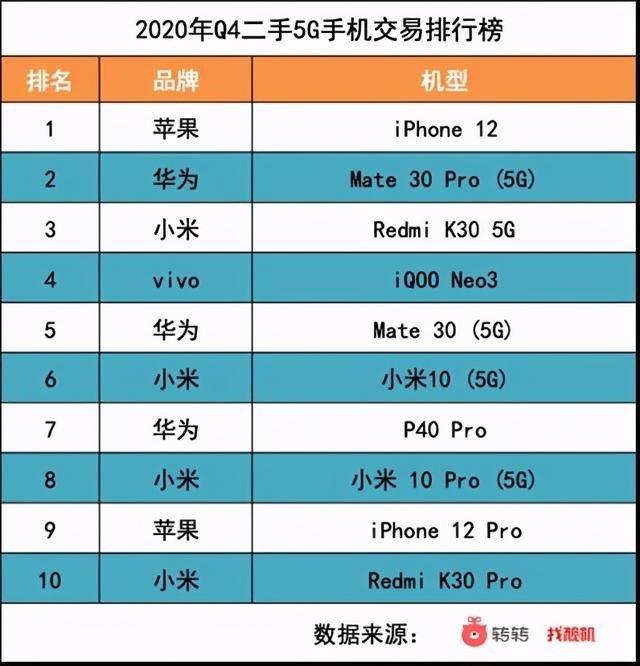 2020年Q4二手5G手机交易排行榜
排名 品牌 机型
1 苹果 iPhone 12
2 华为 Mate 30 Pro (5G)
3 小米 Redmi K30 5G
4 vivo iQOO Neo3
5 华为 Mate 30 (5G)
6 小米 小米10 (5G)
7 华为 P40 Pro
8 小米 小米 10 Pro (5G)
9 苹果 iPhone 12 Pro
10 小米 Redmi K30 Pro
数据来源： 转转 找靓机